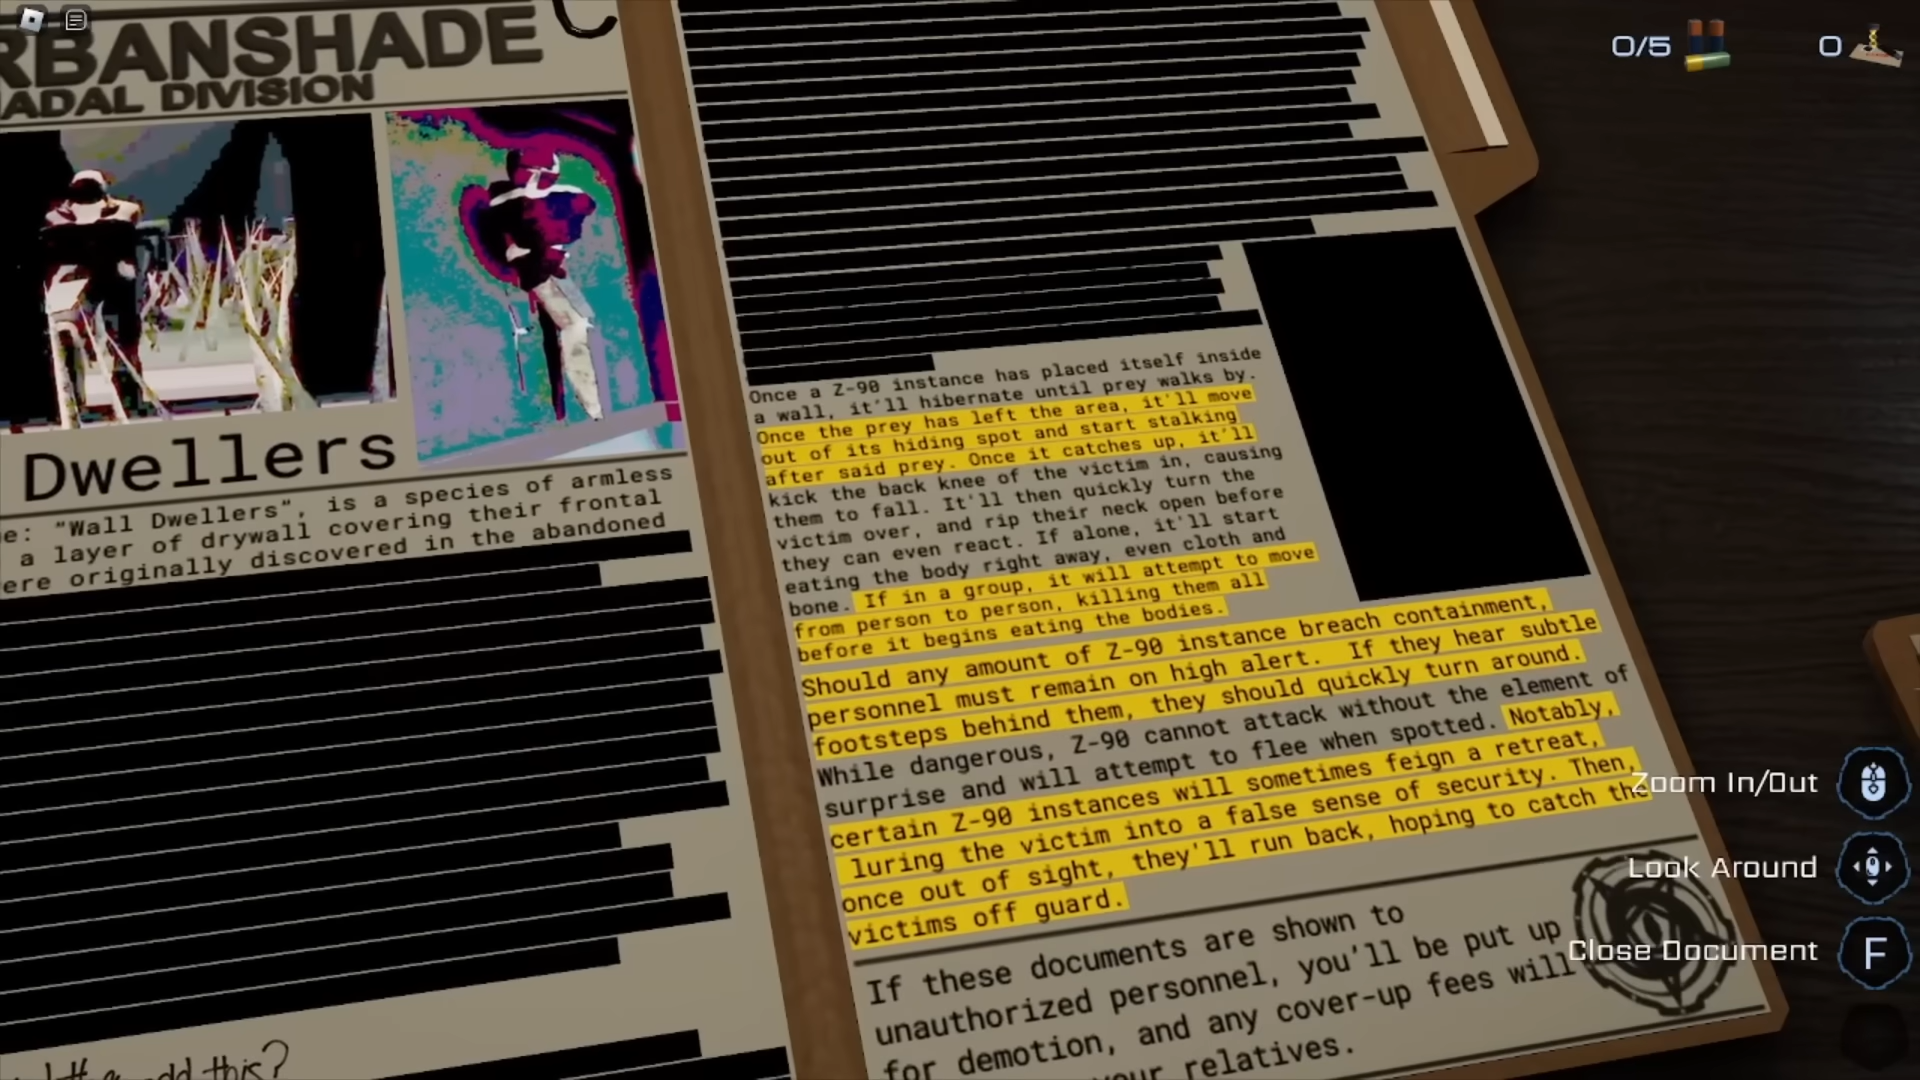 RBANSHADE
HADAL DIVISION
Dwellers
e: "Wall Dwellers", is a species of armless
a layer of drywall covering their frontal
ere originally discovered in the abandoned
add this?
Once a Z-90 instance has placed itself inside
a wall, it'll hibernate until prey walks by.
Once the prey has left the area, it'll move
out of its hiding spot and start stalking
after said prey. Once it catches up, it'll
kick the back knee of the victim in, causing
them to fall. It'll then quickly turn the
victim over, and rip their neck open before
they can even react. If alone, it'll start
eating the body right away, even cloth and
bone. If in a group, it will attempt to move
from person to person, killing them all
before it begins eating the bodies.
Should any amount of Z-90 instance breach containment,
personnel must remain on high alert. If they hear subtle
footsteps behind them, they should quickly turn around.
While dangerous, Z-90 cannot attack without the element of
surprise and will attempt to flee when spotted. Notably,
certain Z-90 instances will sometimes feign a retreat,
luring the victim into a false sense of security. Then,
once out of sight, they'll run back, hoping to catch the
victims off guard.
If these documents are shown to
unauthorized personnel, you'll be put up
for demotion, and any cover-up fees will
your relatives.
0/5
0
Zoom In/Out
Look Around
Close Document
F